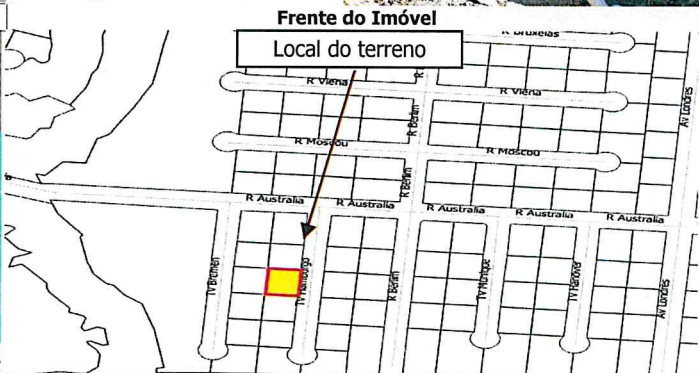 Frente do Imóvel
Local do terreno
R Bruxelas
R Viena
R Viena
R Berlim
Av Londres
R Moscou
R Moscou
R Berlim
R Australia
R Australia
R Australia
R Australia
R Australia
Tv Bremen
Tv Hamburgo
R Berlim
Tv Munique
Tv Hanover
Av Londres